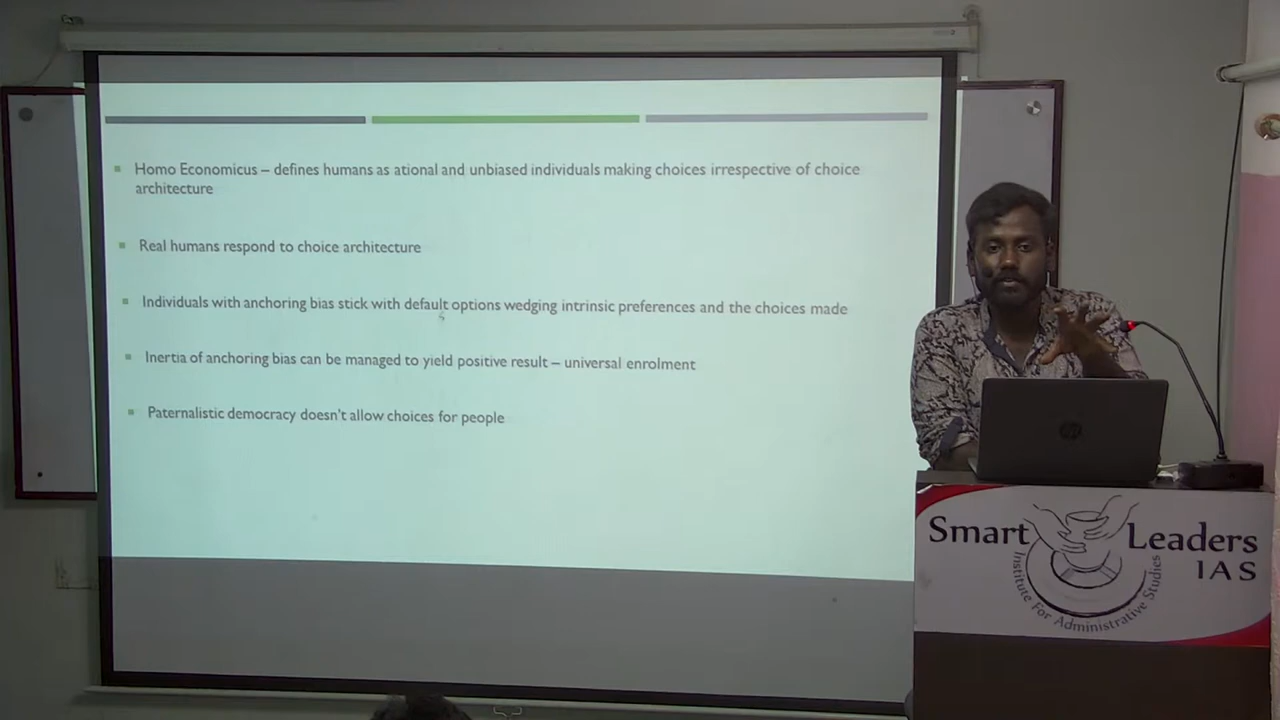 Homo Economicus – defines humans as ational and unbiased individuals making choices irrespective of choice
architecture
Real humans respond to choice architecture
Individuals with anchoring bias stick with default options wedging intrinsic preferences and the choices made
Inertia of anchoring bias can be managed to yield positive result – universal enrolment
Paternalistic democracy doesn't allow choices for people
hp
Smart Leaders
IAS
Institute For Administrative Studies